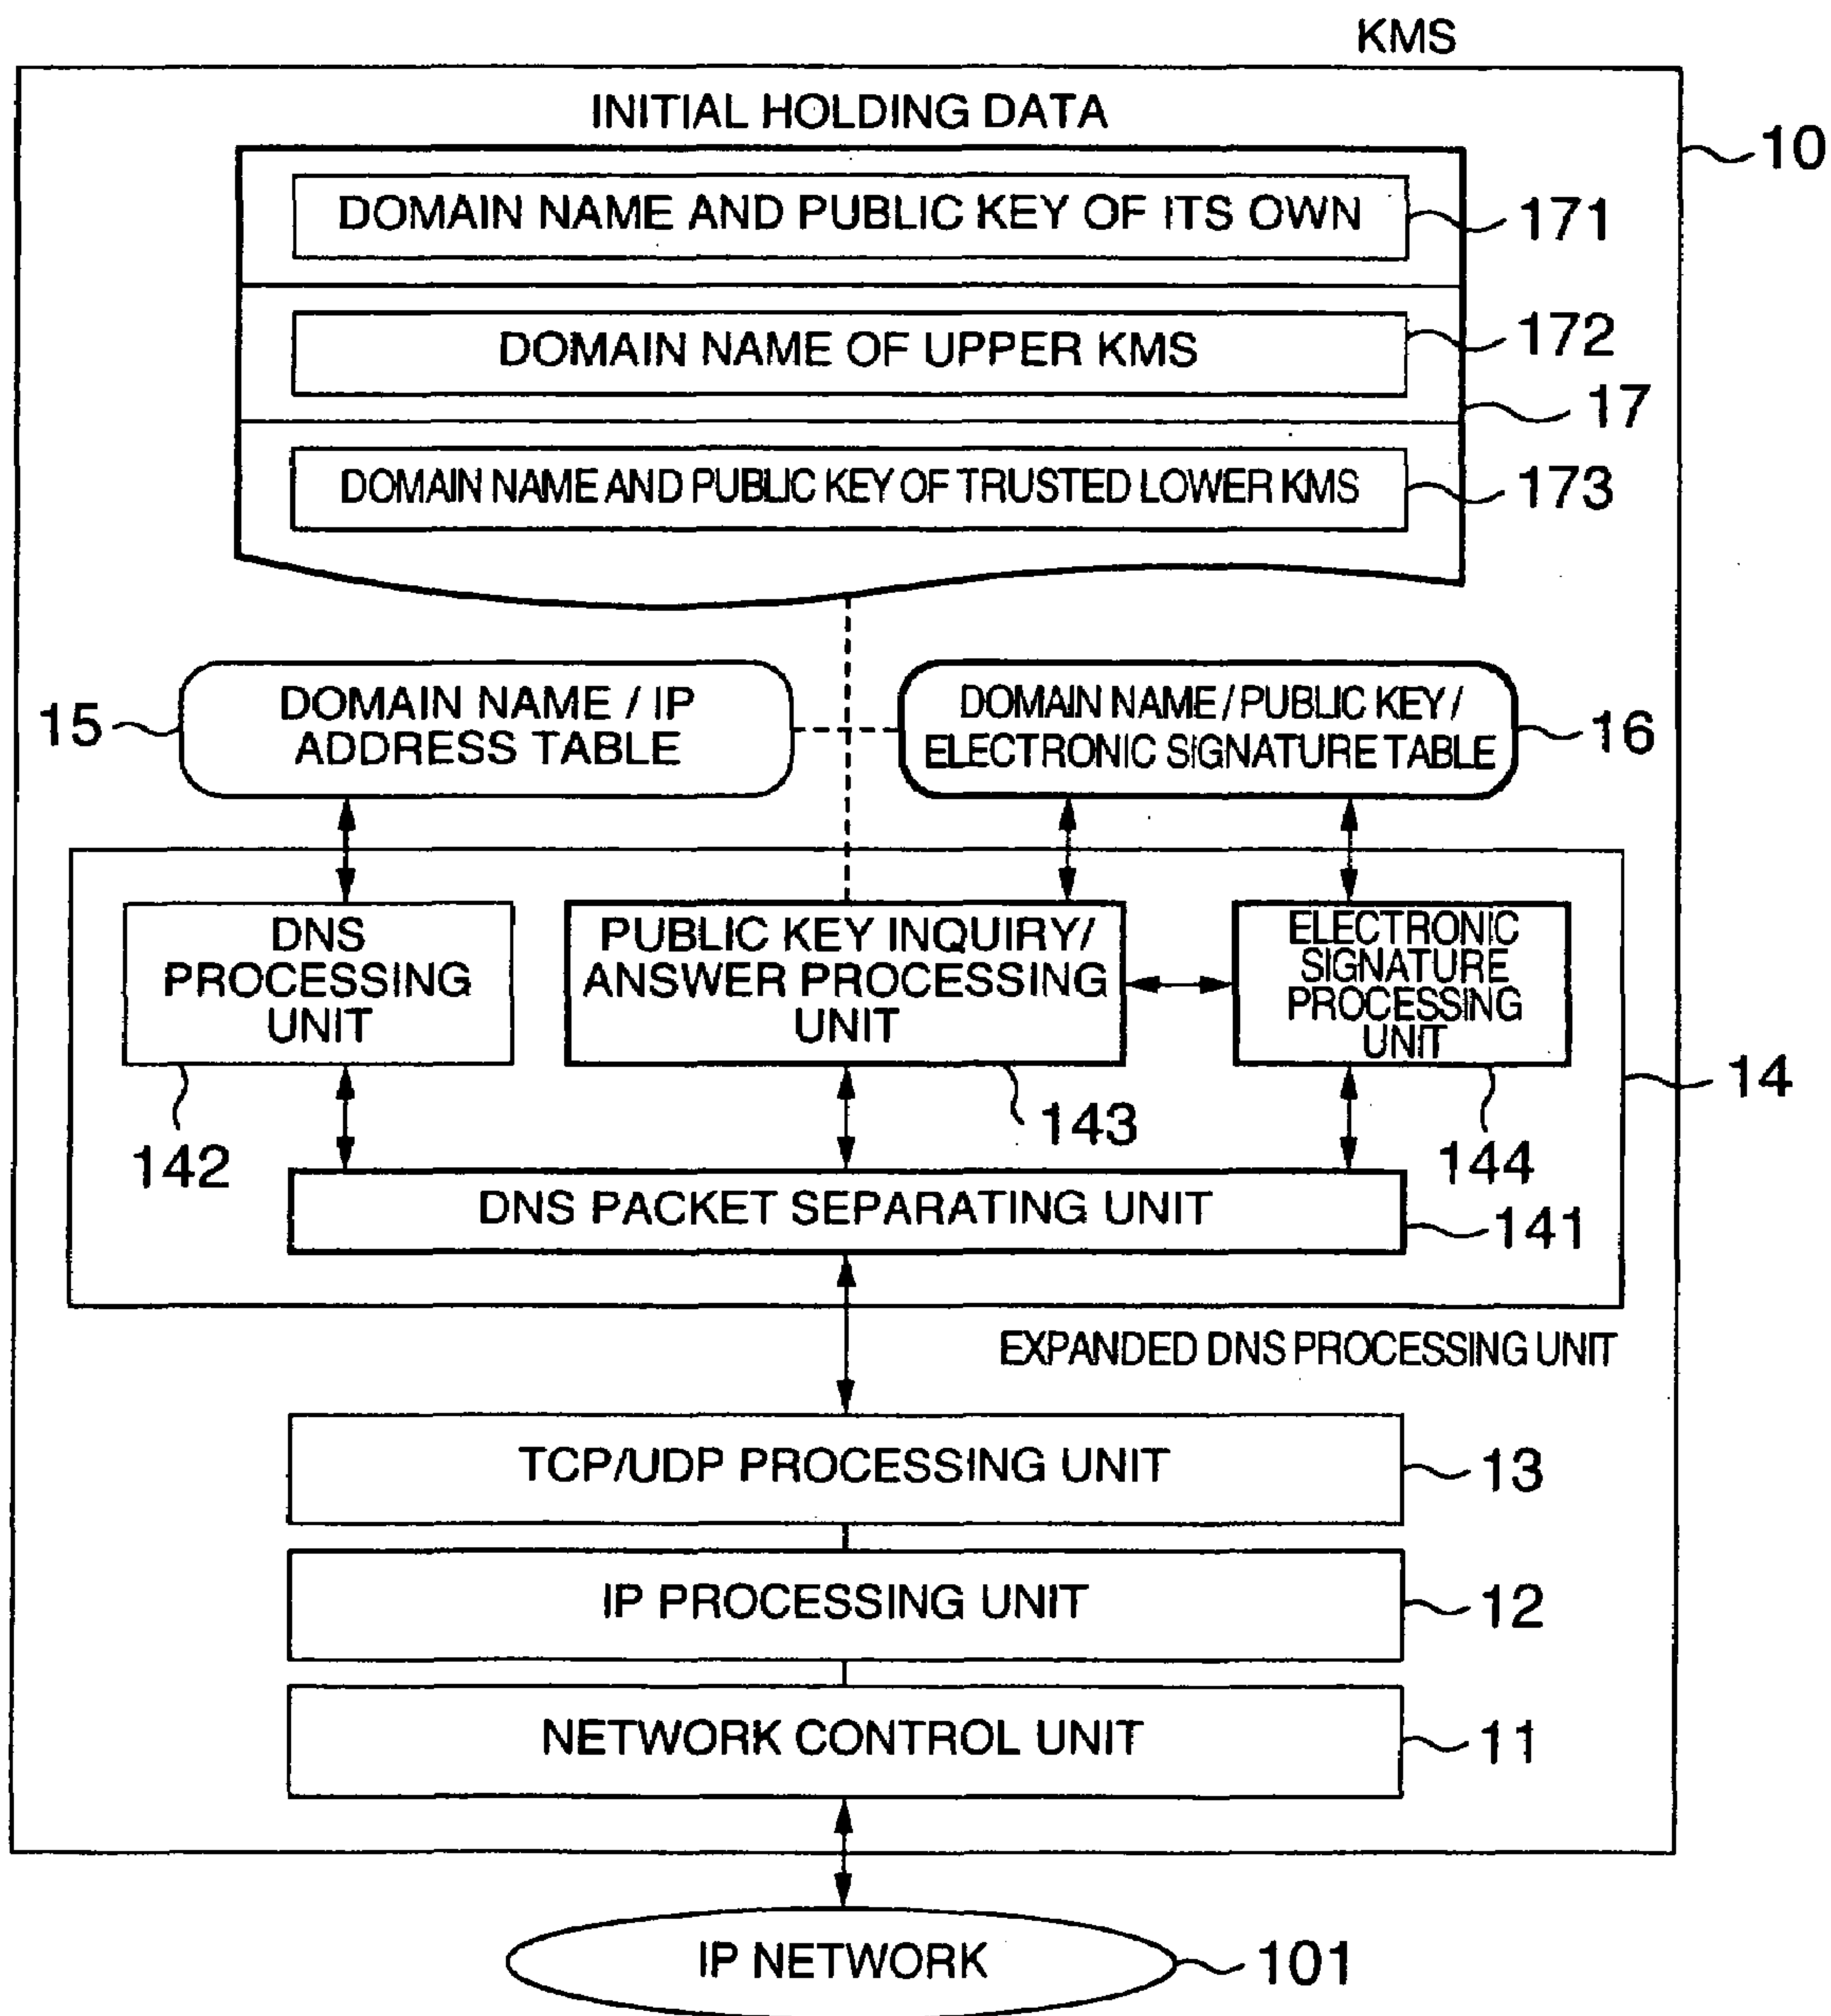 KMS
INITIAL HOLDING DATA
10
DOMAIN NAME AND PUBLIC KEY OF ITS OWN
171
DOMAIN NAME OF UPPER KMS
172
17
DOMAIN NAME AND PUBLIC KEY OF TRUSTED LOWER KMS
173
15
DOMAIN NAME / IP
ADDRESS TABLE
DOMAIN NAME / PUBLIC KEY /
ELECTRONIC SIGNATURE TABLE
16
DNS
PROCESSING
UNIT
PUBLIC KEY INQUIRY/
ANSWER PROCESSING
UNIT
ELECTRONIC
SIGNATURE
PROCESSING
UNIT
14
142
143
144
DNS PACKET SEPARATING UNIT
141
EXPANDED DNS PROCESSING UNIT
TCP/UDP PROCESSING UNIT
13
IP PROCESSING UNIT
12
NETWORK CONTROL UNIT
11
IP NETWORK
101